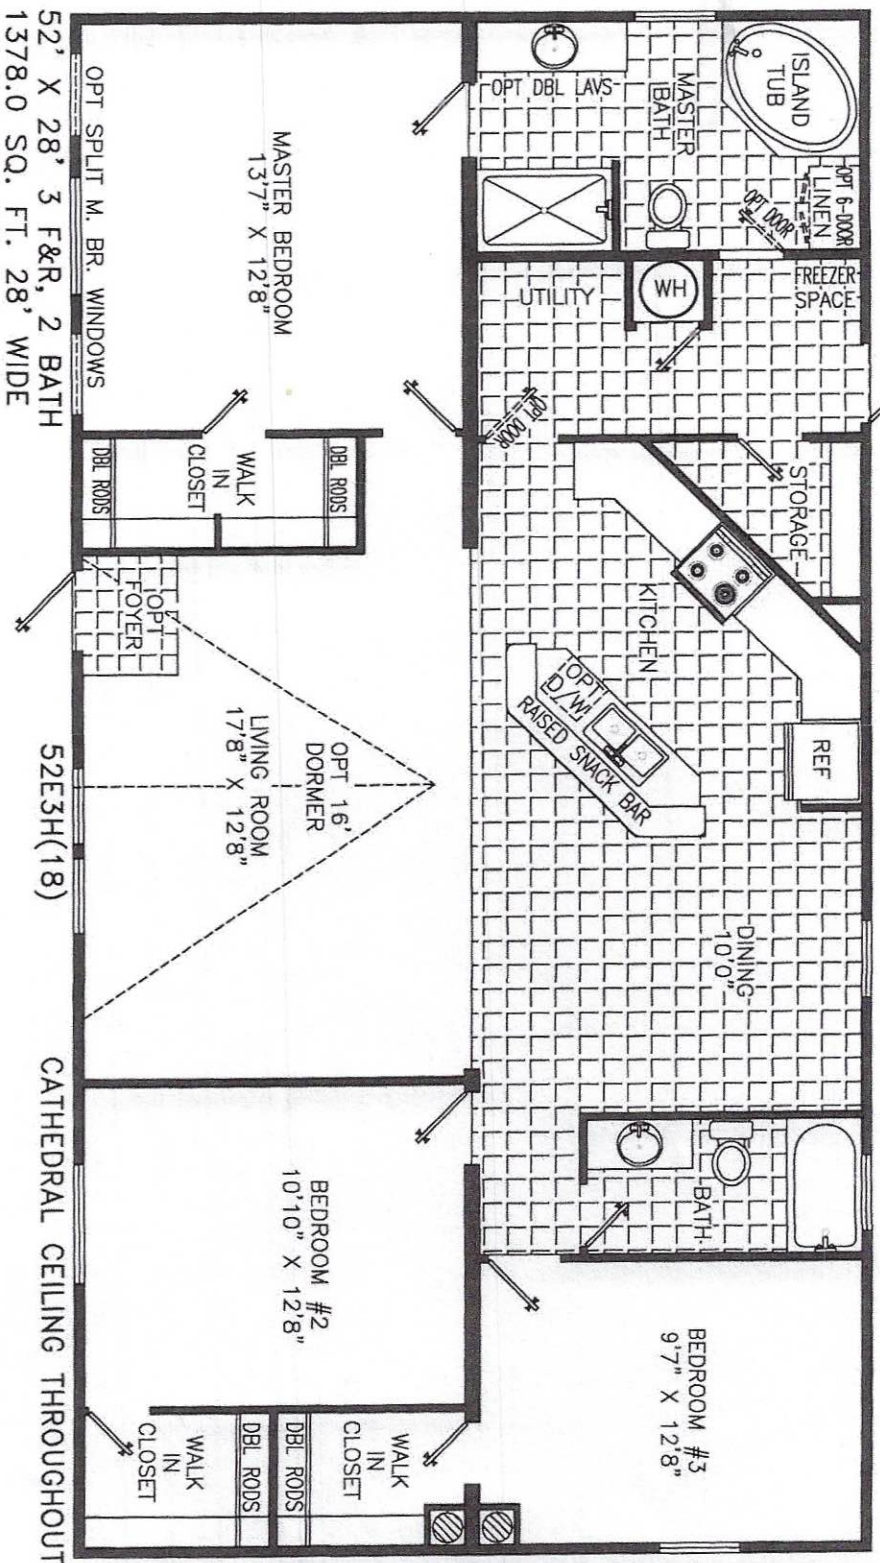 ISLAND
TUB
OPT 6-DOOR
LINEN
OPT DOOR
FREEZER
SPACE
MASTER
BATH
OPT DBL LAVS
WH
UTILITY
OPT DOOR
STORAGE
KITCHEN
REF
OPT
D/W
RAISED SNACK BAR
DINING
10'0"
BATH
BEDROOM #3
9'7" X 12'8"
MASTER BEDROOM
13'7" X 12'8"
OPT SPLIT M. BR. WINDOWS
DBL RODS
WALK
IN
CLOSET
DBL RODS
OPT
FOYER
OPT 16'
DORMER
LIVING ROOM
17'8" X 12'8"
BEDROOM #2
10'10" X 12'8"
WALK
IN
CLOSET
DBL RODS
DBL RODS
WALK
IN
CLOSET
52' X 28' 3 F&R, 2 BATH
1378.0 SQ. FT. 28' WIDE
52E3H(18)
CATHEDRAL CEILING THROUGHOUT